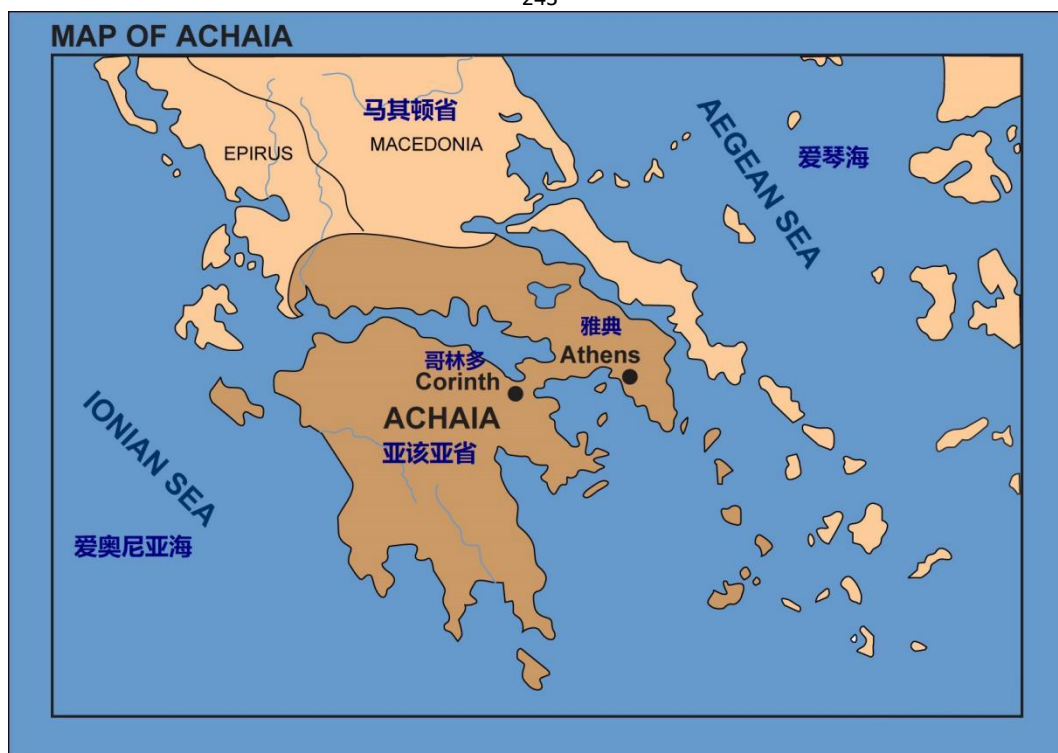 243
MAP OF ACHAIA
马其顿省
MACEDONIA
EPIRUS
AEGEAN SEA
爱琴海
雅典
Athens
哥林多
Corinth
ACHAIA
亚该亚省
IONIAN SEA
爱奥尼亚海